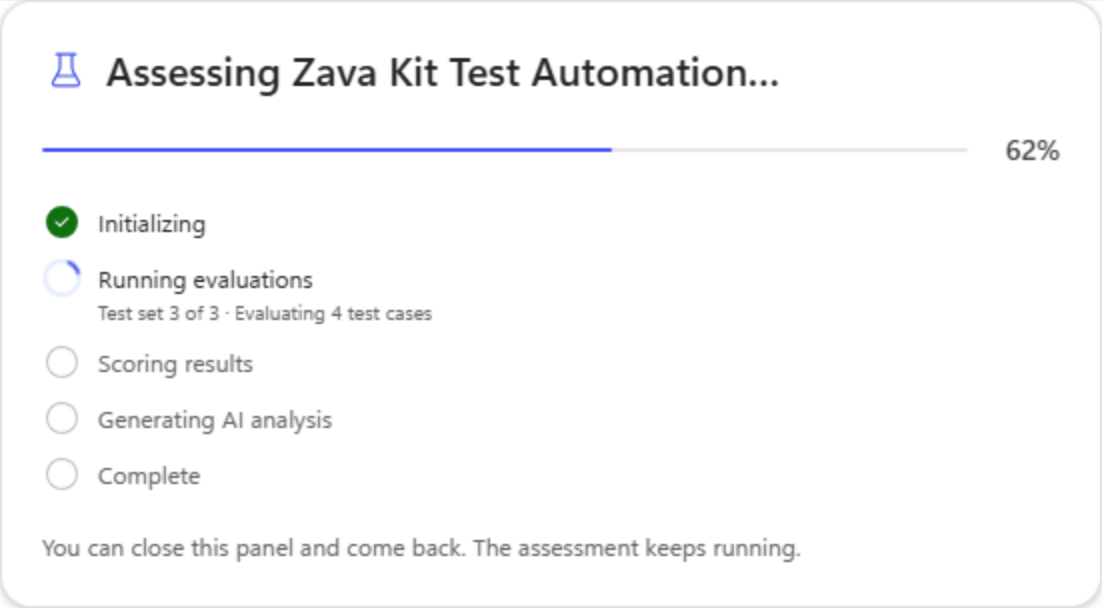 Assessing Zava Kit Test Automation...
62%
Initializing
Running evaluations
Test set 3 of 3 · Evaluating 4 test cases
Scoring results
Generating AI analysis
Complete
You can close this panel and come back. The assessment keeps running.